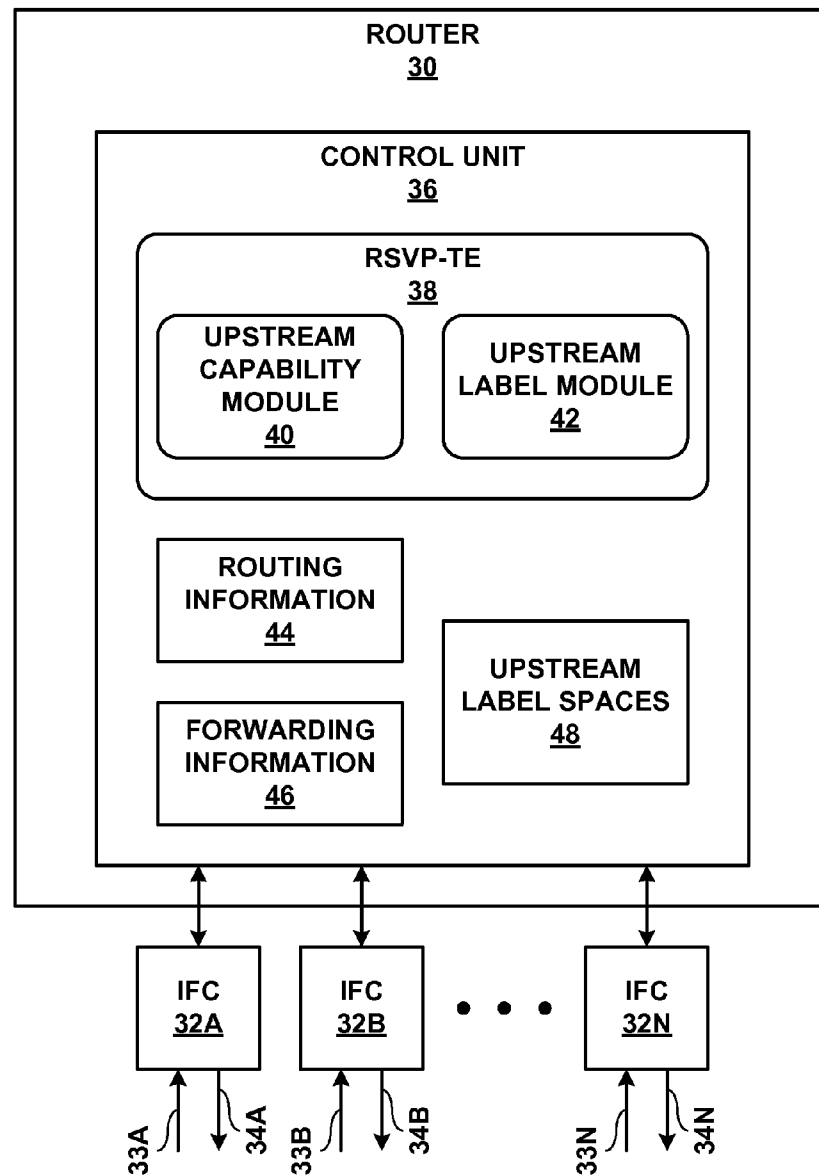 ROUTER
30
CONTROL UNIT
36
RSVP-TE
38
UPSTREAM
CAPABILITY
MODULE
40
UPSTREAM
LABEL MODULE
42
ROUTING
INFORMATION
44
UPSTREAM
LABEL SPACES
48
FORWARDING
INFORMATION
46
IFC
32A
IFC
32B
IFC
32N
33A
34A
33B
34B
33N
34N